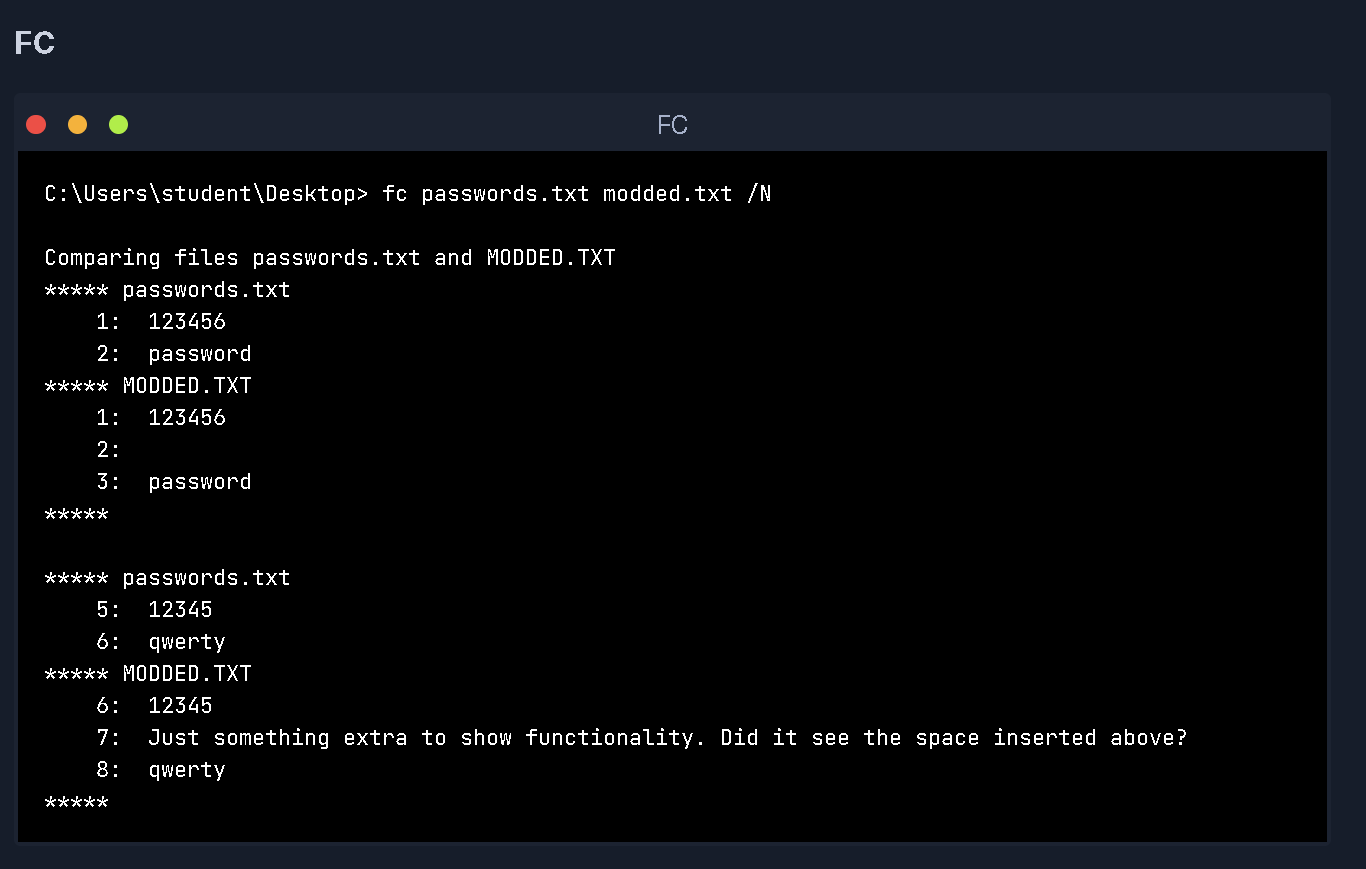 FC
FC
C:\Users\student\Desktop> fc passwords.txt modded.txt /N
Comparing files passwords.txt and MODDED.TXT
***** passwords.txt
    1:  123456
    2:  password
***** MODDED.TXT
    1:  123456
    2:
    3:  password
*****
***** passwords.txt
    5:  12345
    6:  qwerty
***** MODDED.TXT
    6:  12345
    7:  Just something extra to show functionality. Did it see the space inserted above?
    8:  qwerty
*****